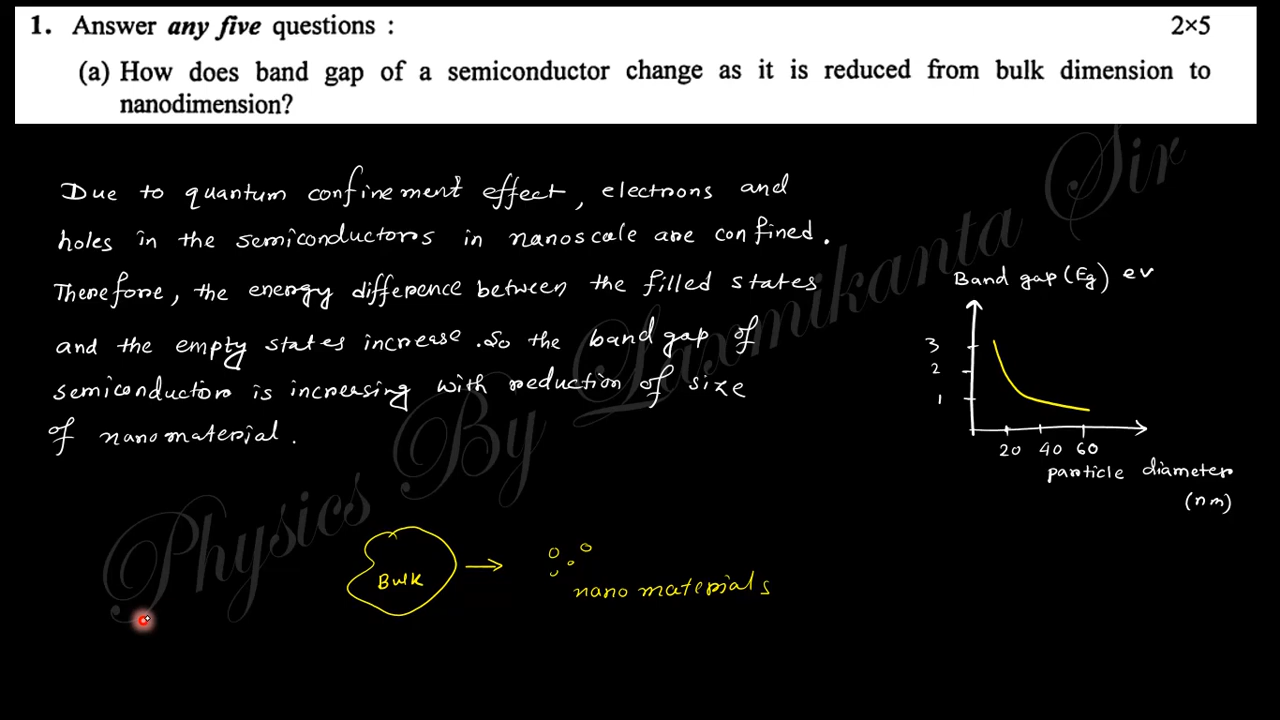 1. Answer any five questions : 2×5
(a) How does band gap of a semiconductor change as it is reduced from bulk dimension to
nanodimension?
Due to quantum confinement effect, electrons and
holes in the semiconductors in nanoscale are confined.
Therefore, the energy difference between the filled states
and the empty states increase. So the band gap of
semiconductor is increasing with reduction of size
of nanomaterial.
Band gap (Eg) ev
3
2
1
20 40 60
particle diameter
(nm)
Bulk
nanomaterials
Physics By Laxmikanta Sir